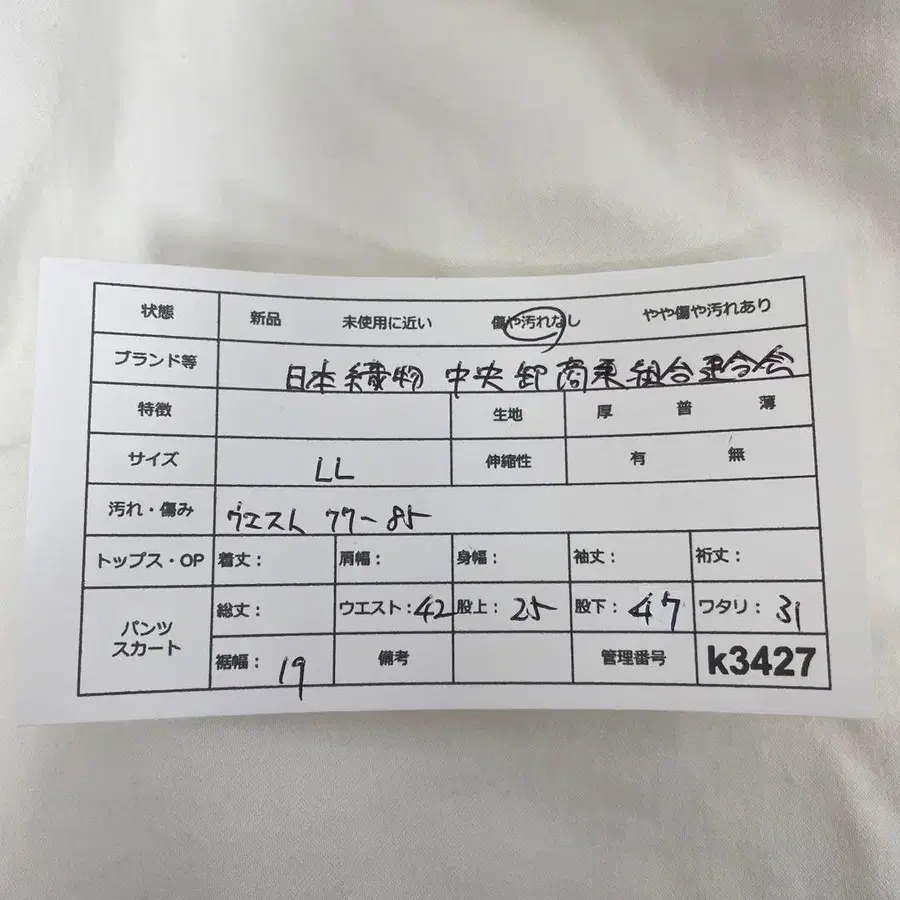 状態 新品 未使用に近い 傷や汚れなし やや傷や汚れあり
ブランド等 日本織物 中央卸商業組合連合会
特徴 生地 厚 普 薄
サイズ LL 伸縮性 有 無
汚れ・傷み ウエスト 77-85
トップス・OP 着丈: 肩幅: 身幅: 袖丈: 裄丈:
パンツ スカート 総丈: ウエスト:42 股上:25 股下:47 ワタリ:31
裾幅:19 備考 管理番号 k3427